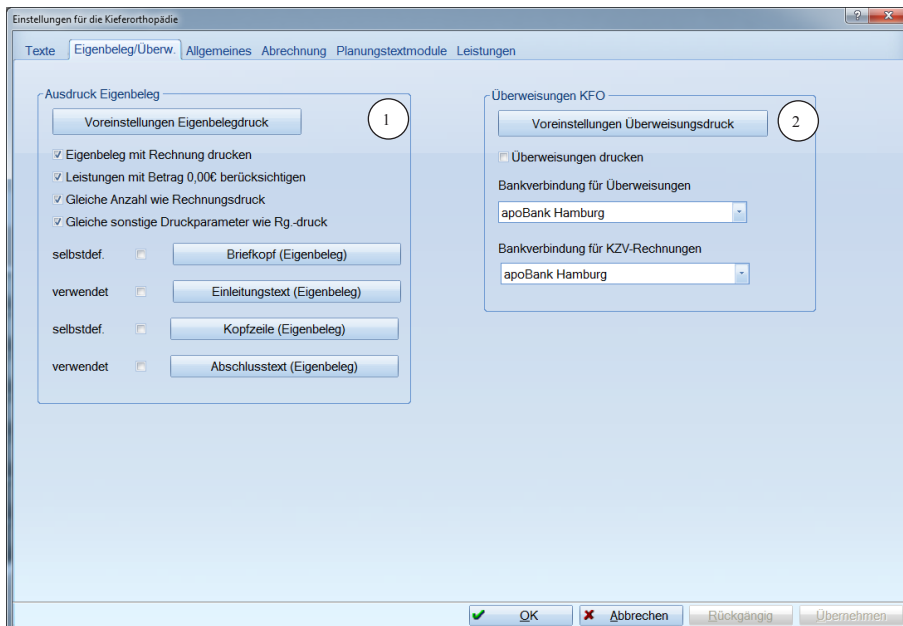 Einstellungen für die Kieferorthopädie
?
Texte Eigenbeleg/Überw. Allgemeines Abrechnung Planungstextmodule Leistungen
Ausdruck Eigenbeleg
Voreinstellungen Eigenbelegdruck
1
Eigenbeleg mit Rechnung drucken
Leistungen mit Betrag 0,00€ berücksichtigen
Gleiche Anzahl wie Rechnungsdruck
Gleiche sonstige Druckparameter wie Rg.-druck
selbstdef. Briefkopf (Eigenbeleg)
verwendet Einleitungstext (Eigenbeleg)
selbstdef. Kopfzeile (Eigenbeleg)
verwendet Abschlusstext (Eigenbeleg)
Überweisungen KFO
Voreinstellungen Überweisungsdruck
2
Überweisungen drucken
Bankverbindung für Überweisungen
apoBank Hamburg
Bankverbindung für KZV-Rechnungen
apoBank Hamburg
OK Abbrechen Rückgängig Übernehmen